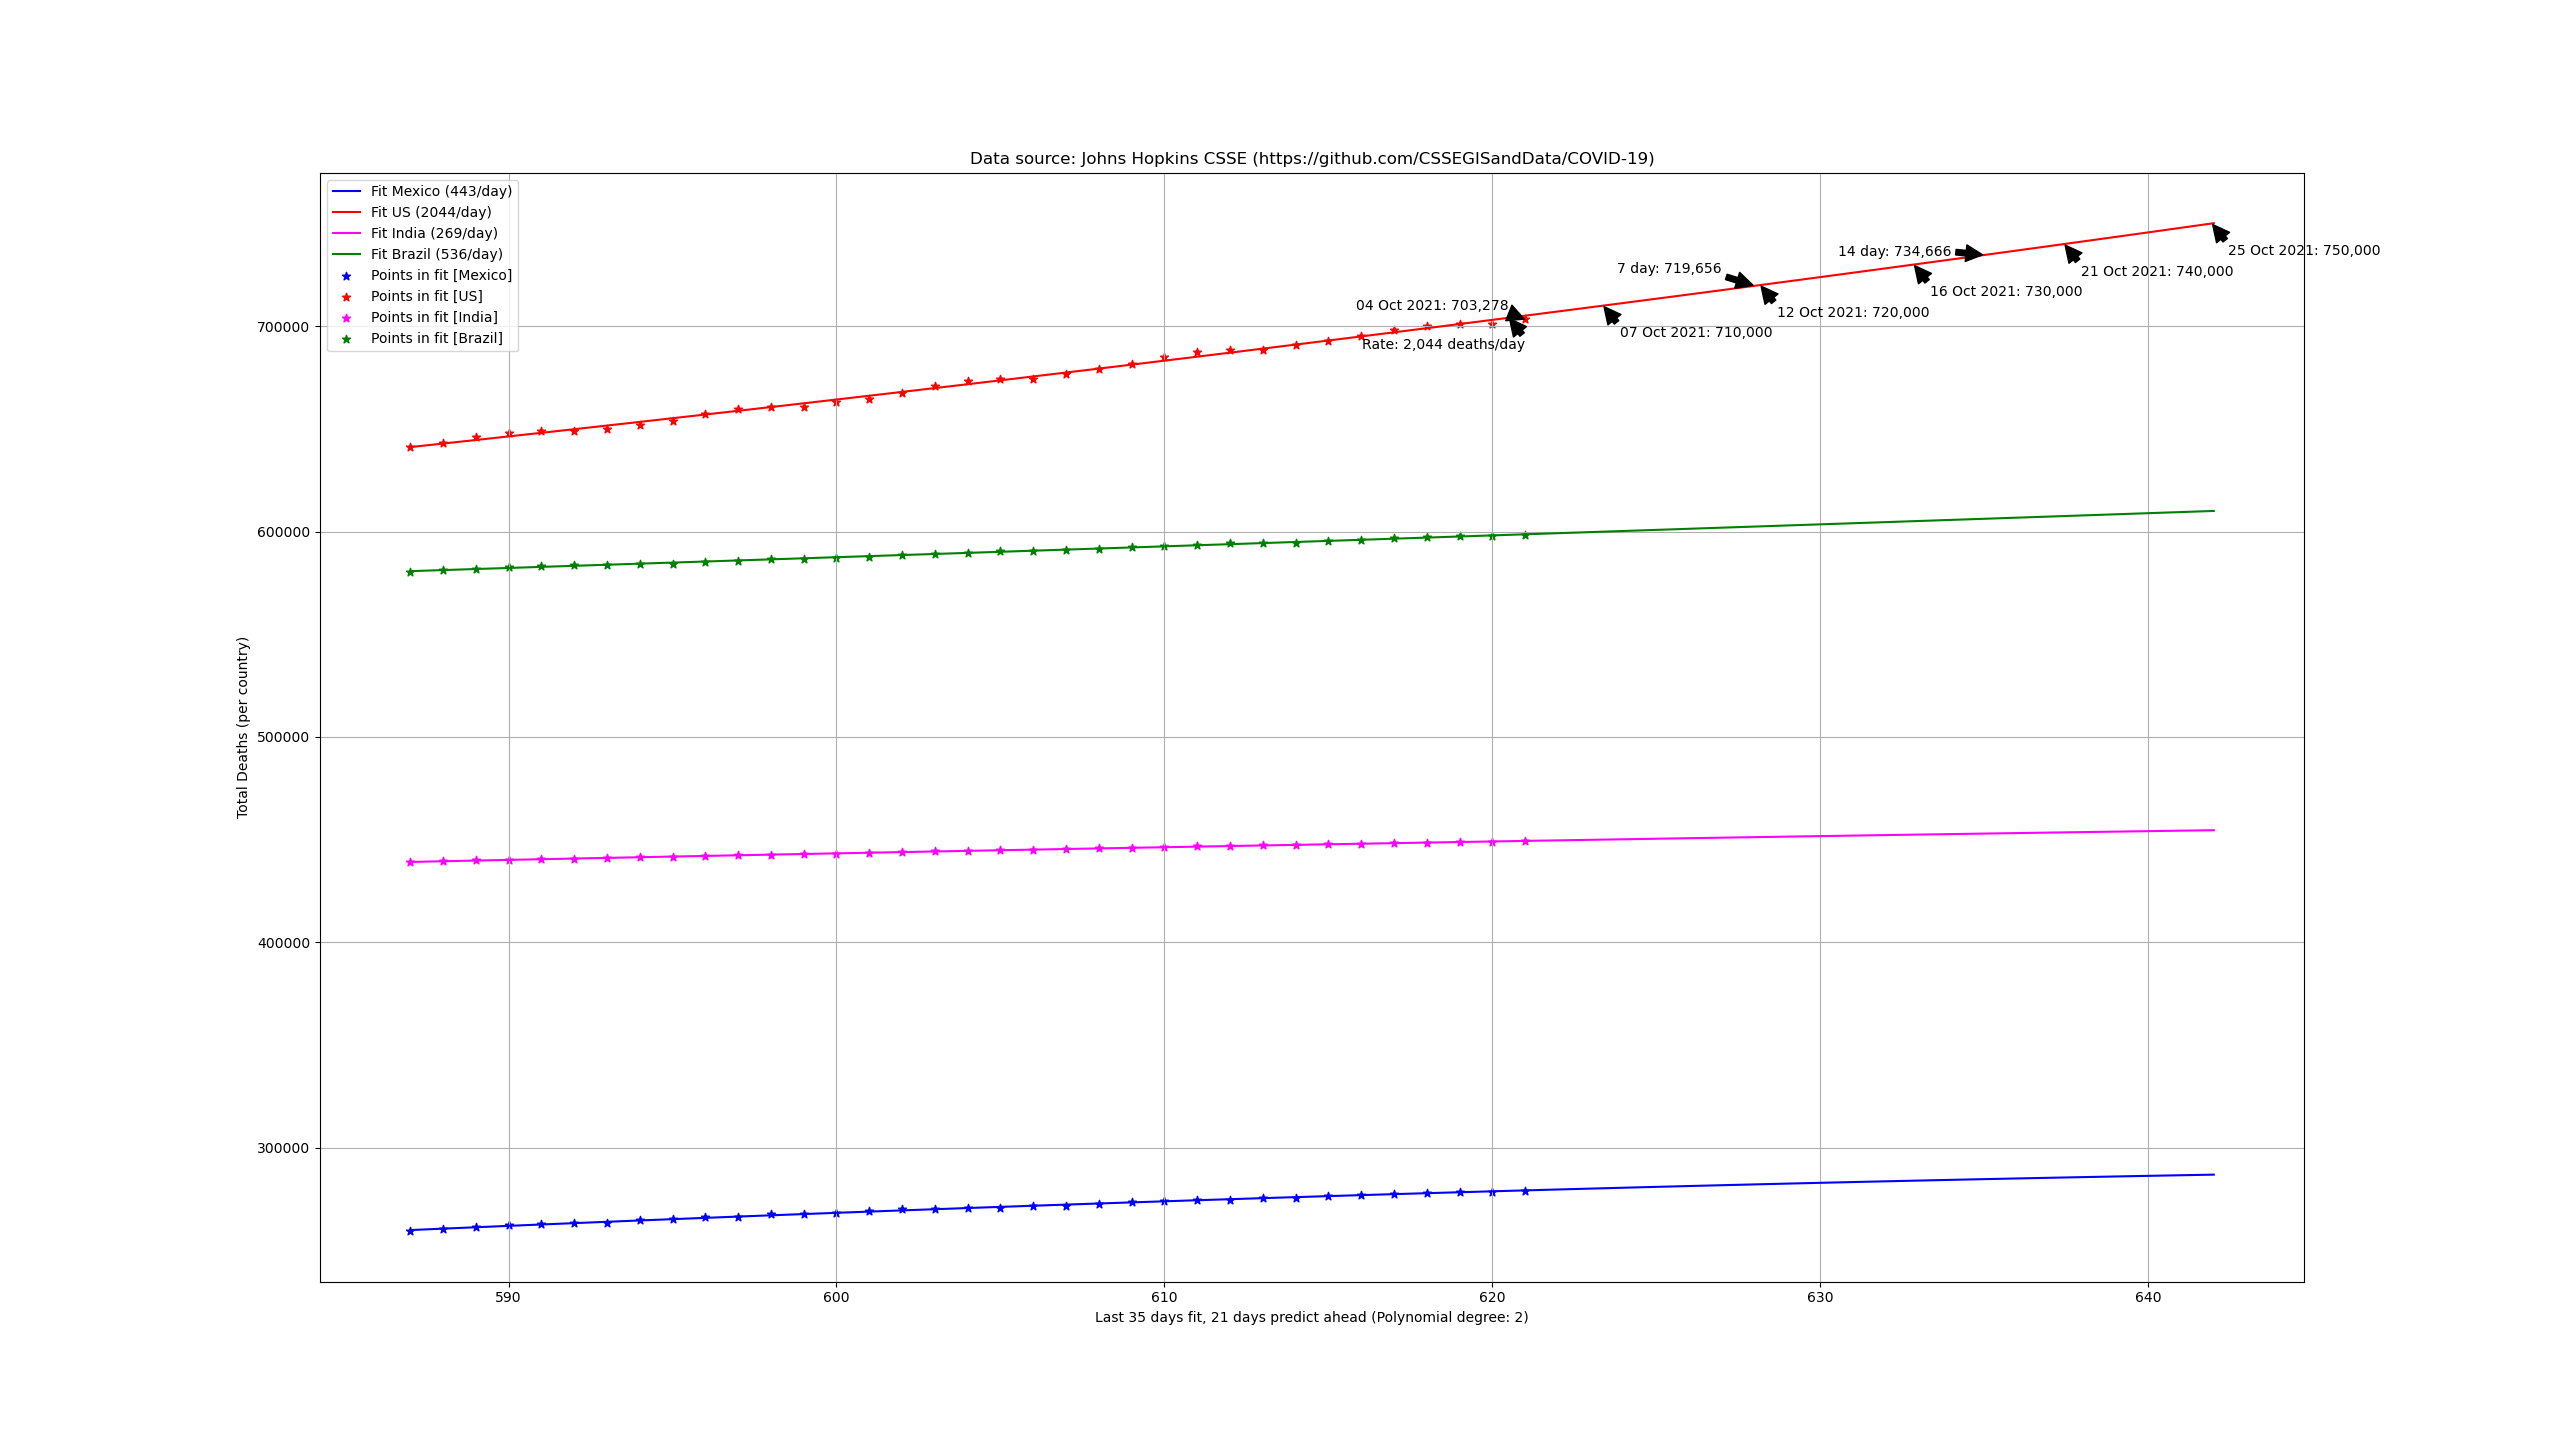 Data source: Johns Hopkins CSSE (https://github.com/CSSEGISandData/COVID-19)
Fit Mexico (443/day)
Fit US (2044/day)
Fit India (269/day)
Fit Brazil (536/day)
Points in fit [Mexico]
Points in fit [US]
Points in fit [India]
Points in fit [Brazil]
25 Oct 2021: 750,000
14 day: 734,666
7 day: 719,656
21 Oct 2021: 740,000
16 Oct 2021: 730,000
04 Oct 2021: 703,278
12 Oct 2021: 720,000
07 Oct 2021: 710,000
Rate: 2,044 deaths/day
700000
600000
500000
400000
300000
Total Deaths (per country)
590 600 610 620 630 640
Last 35 days fit, 21 days predict ahead (Polynomial degree: 2)